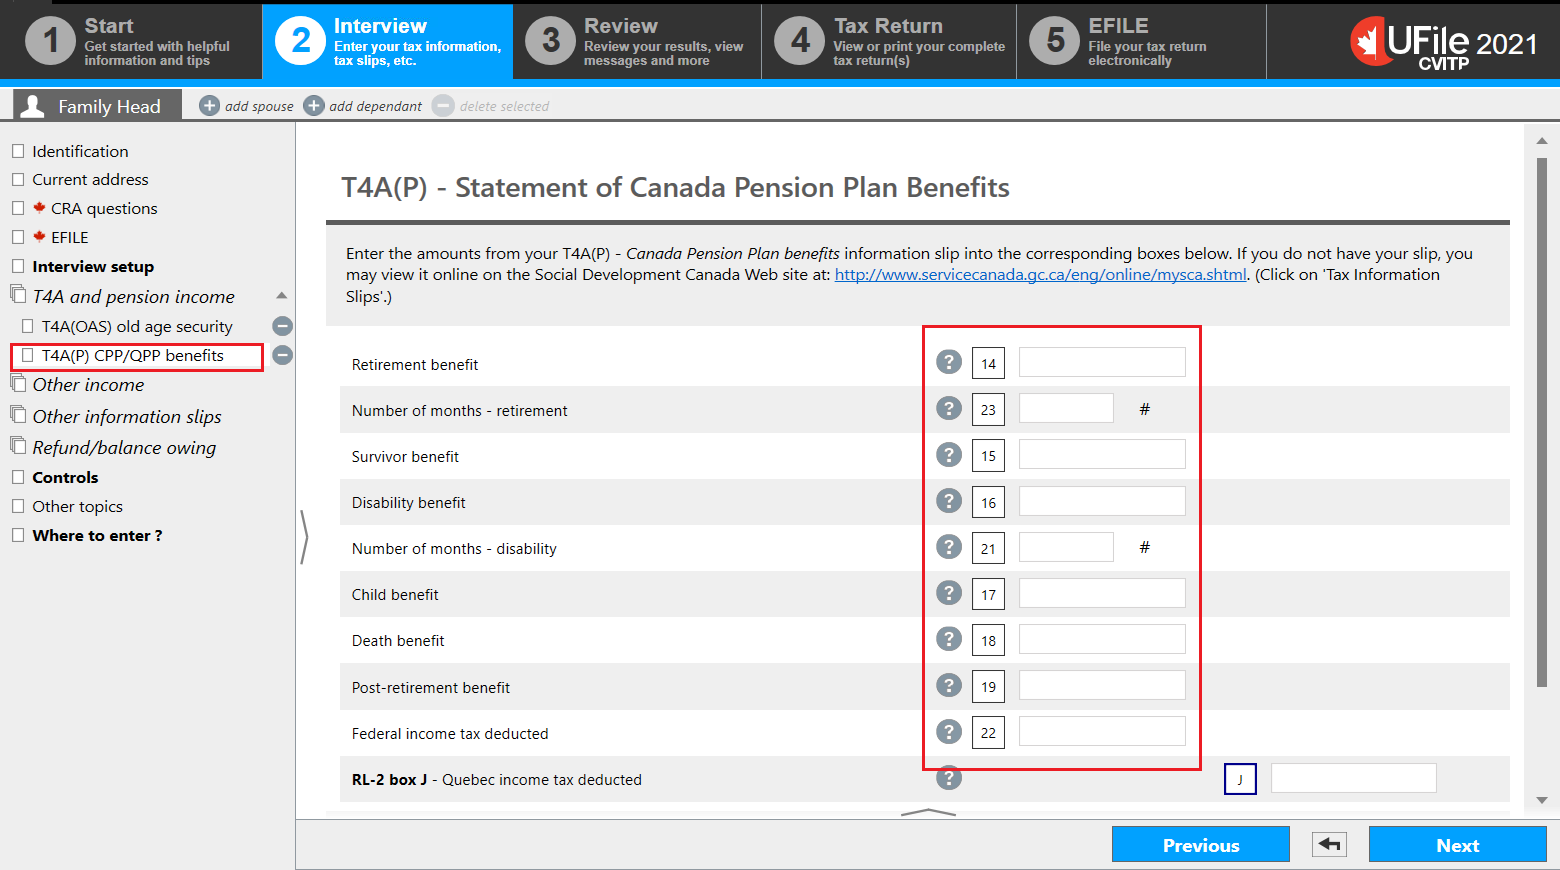 1 Start
Get started with helpful
information and tips
2 Interview
Enter your tax information,
tax slips, etc.
3 Review
Review your results, view
messages and more
4 Tax Return
View or print your complete
tax return(s)
5 EFILE
File your tax return
electronically
UFile 2021
CVITP
Family Head
add spouse
add dependant
delete selected
Identification
Current address
CRA questions
EFILE
Interview setup
T4A and pension income
T4A(OAS) old age security
T4A(P) CPP/QPP benefits
Other income
Other information slips
Refund/balance owing
Controls
Other topics
Where to enter ?
T4A(P) - Statement of Canada Pension Plan Benefits
Enter the amounts from your T4A(P) - Canada Pension Plan benefits information slip into the corresponding boxes below. If you do not have your slip, you
may view it online on the Social Development Canada Web site at: http://www.servicecanada.gc.ca/eng/online/mysca.shtml. (Click on 'Tax Information
Slips'.)
Retirement benefit ? 14
Number of months - retirement ? 23 #
Survivor benefit ? 15
Disability benefit ? 16
Number of months - disability ? 21 #
Child benefit ? 17
Death benefit ? 18
Post-retirement benefit ? 19
Federal income tax deducted ? 22
RL-2 box J - Quebec income tax deducted ? J
Previous
Next